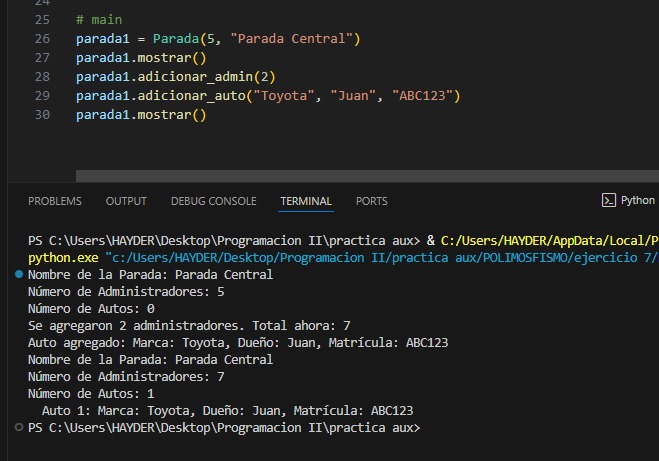 24
25 # main
26 parada1 = Parada(5, "Parada Central")
27 parada1.mostrar()
28 parada1.adicionar_admin(2)
29 parada1.adicionar_auto("Toyota", "Juan", "ABC123")
30 parada1.mostrar()
PROBLEMS OUTPUT DEBUG CONSOLE TERMINAL PORTS Python
PS C:\Users\HAYDER\Desktop\Programacion II\practica aux> & C:/Users/HAYDER/AppData/Local/P
python.exe "c:/Users/HAYDER/Desktop/Programacion II/practica aux/POLIMOSFISMO/ejercicio 7/
Nombre de la Parada: Parada Central
Número de Administradores: 5
Número de Autos: 0
Se agregaron 2 administradores. Total ahora: 7
Auto agregado: Marca: Toyota, Dueño: Juan, Matrícula: ABC123
Nombre de la Parada: Parada Central
Número de Administradores: 7
Número de Autos: 1
  Auto 1: Marca: Toyota, Dueño: Juan, Matrícula: ABC123
PS C:\Users\HAYDER\Desktop\Programacion II\practica aux>